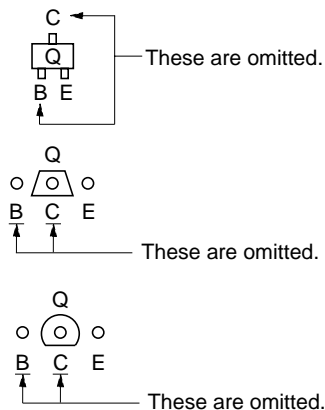 C
Q
These are omitted.
B E
Q
B C E
These are omitted.
Q
B C E
These are omitted.